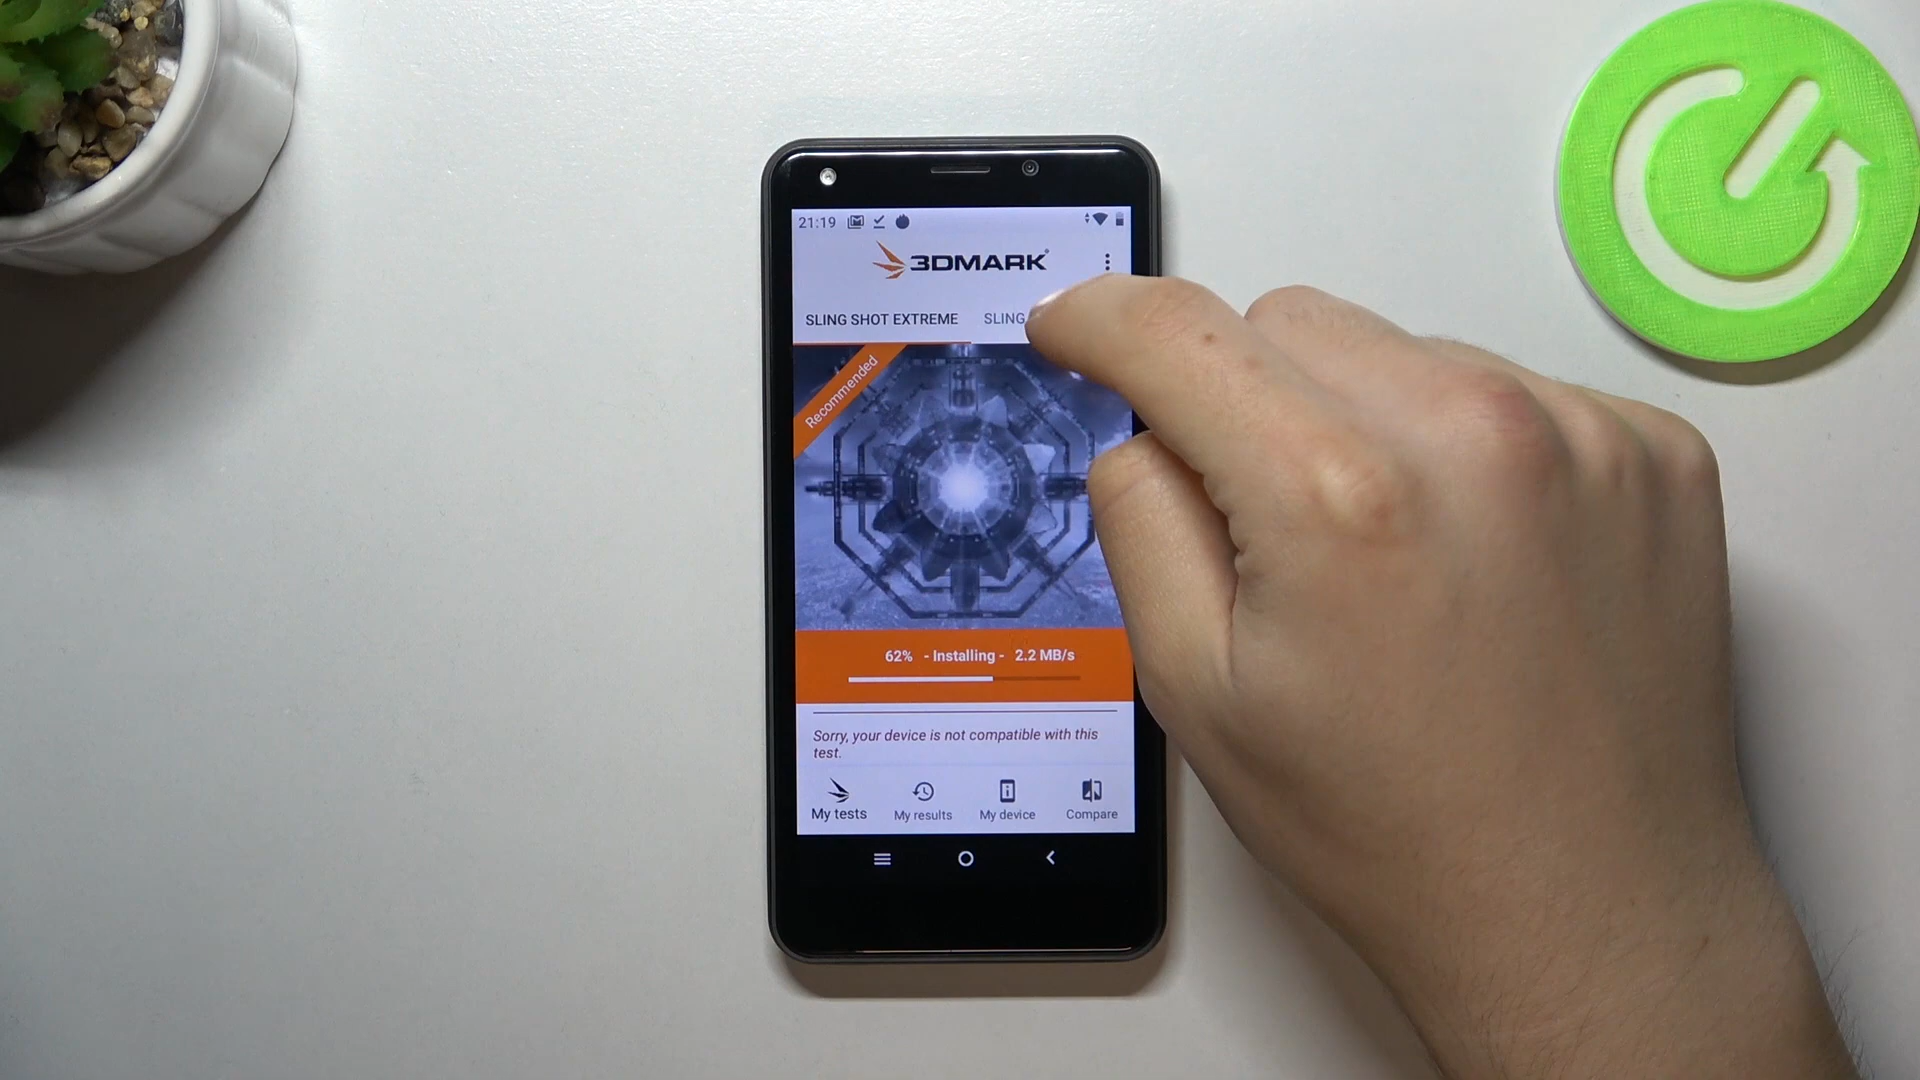 21:19
3DMARK
SLING SHOT EXTREME SLING
Recommended
62% - Installing - 2.2 MB/s
Sorry, your device is not compatible with this
test.
My tests My results My device Compare